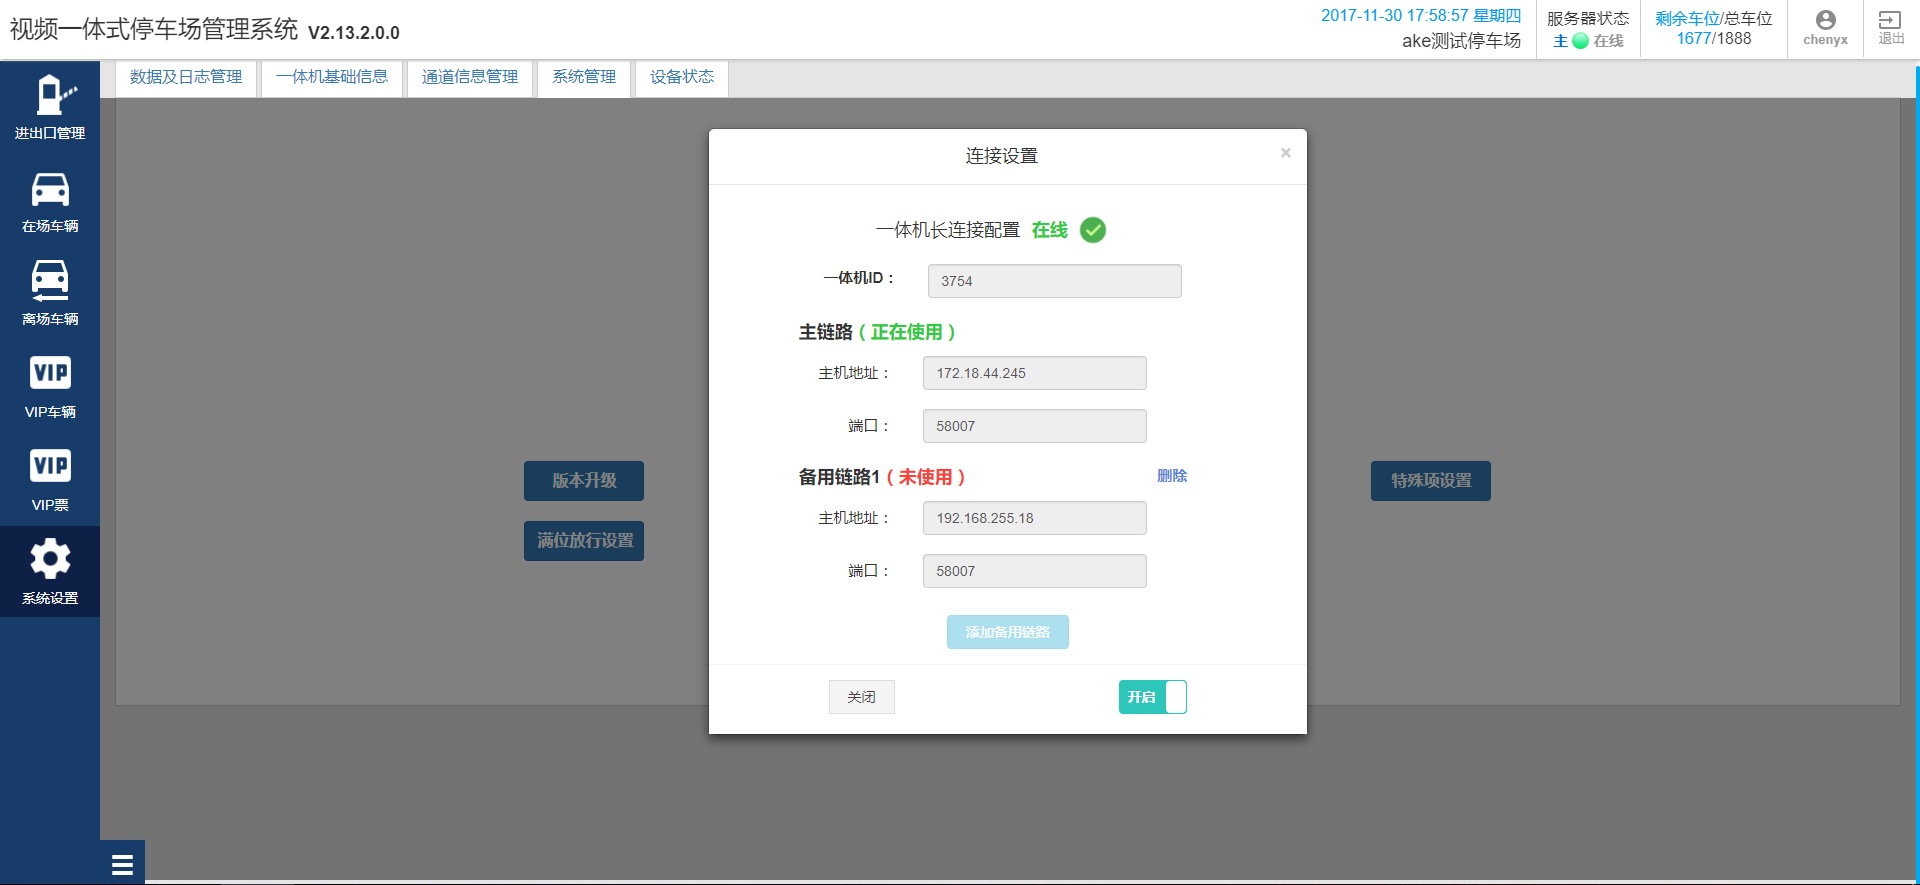 视频一体式停车场管理系统 V2.13.2.0.0
2017-11-30 17:58:57 星期四
ake测试停车场
服务器状态
主 在线
剩余车位/总车位
1677/1888
chenyx
退出
数据及日志管理
一体机基础信息
通道信息管理
系统管理
设备状态
进出口管理
在场车辆
离场车辆
VIP
VIP车辆
VIP
VIP票
系统设置
版本升级
满位放行设置
特殊项设置
连接设置
×
一体机长连接配置 在线
一体机ID： 3754
主链路（正在使用）
主机地址： 172.18.44.245
端口： 58007
备用链路1（未使用） 删除
主机地址： 192.168.255.18
端口： 58007
添加备用链路
关闭
开启